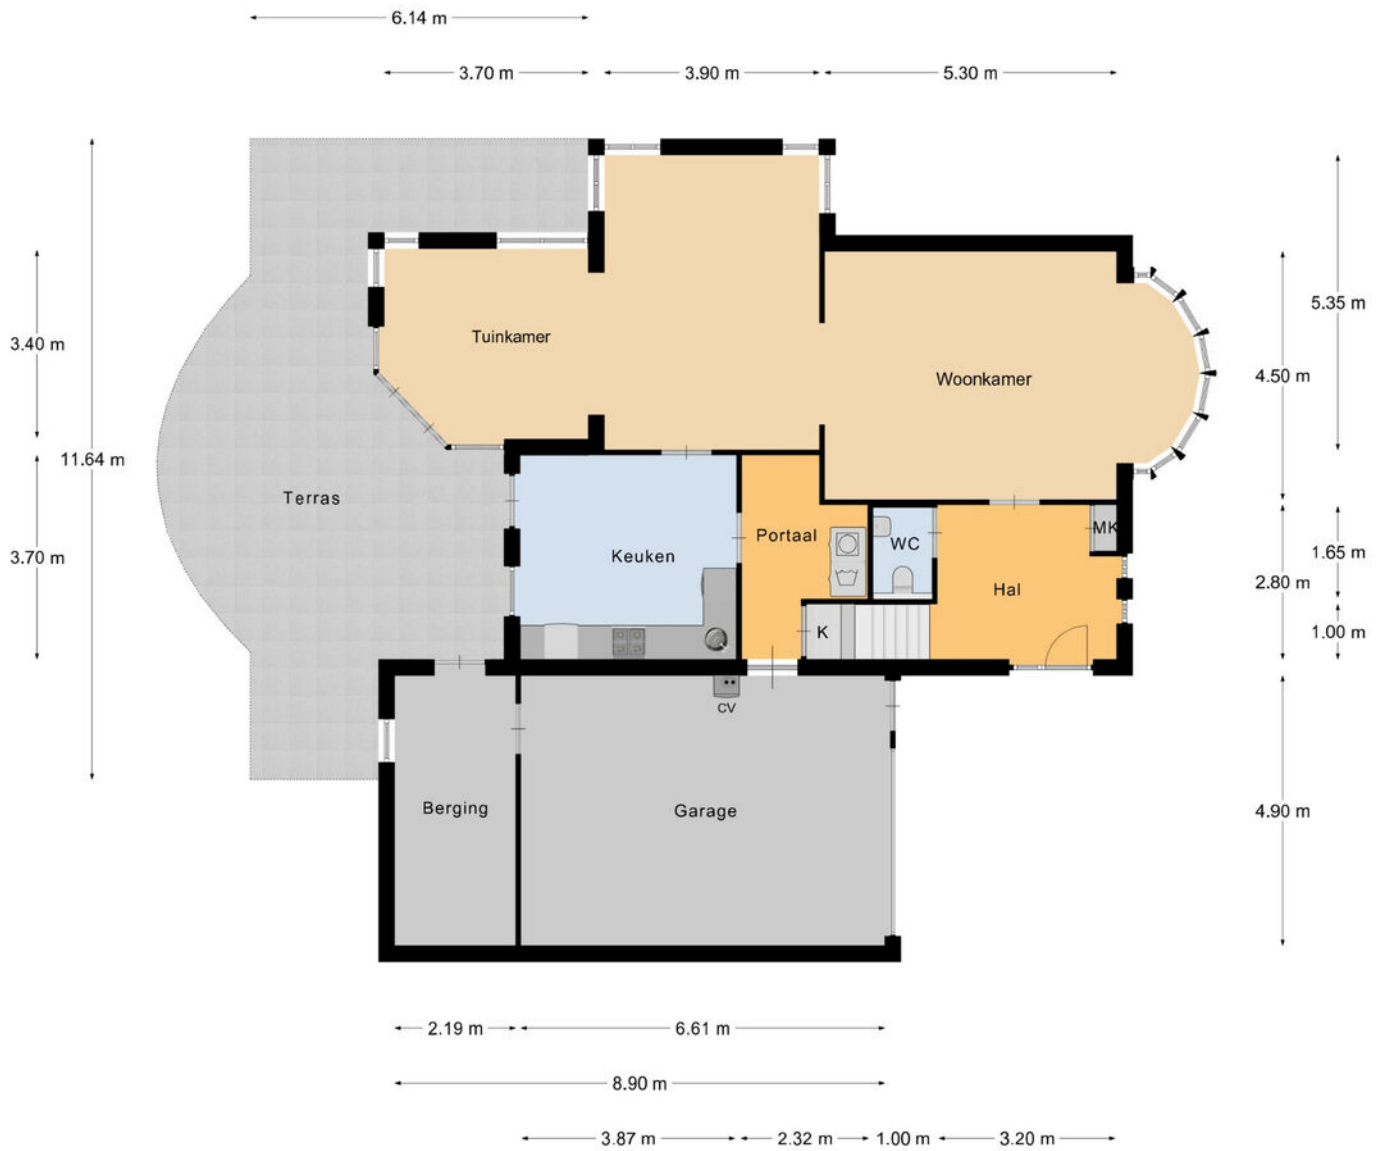 6.14 m
3.70 m
3.90 m
5.30 m
5.35 m
3.40 m
Tuinkamer
Woonkamer
4.50 m
11.64 m
Terras
MK
Portaal
WC
Keuken
3.70 m
1.65 m
2.80 m
Hal
K
1.00 m
CV
Berging
Garage
4.90 m
2.19 m
6.61 m
8.90 m
3.87 m
2.32 m
1.00 m
3.20 m